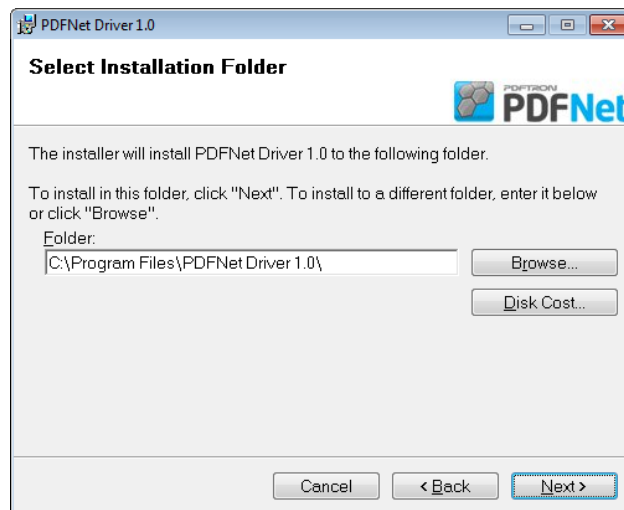 PDFNet Driver 1.0
Select Installation Folder
PDFTRON
PDFNet
The installer will install PDFNet Driver 1.0 to the following folder.
To install in this folder, click "Next". To install to a different folder, enter it below
or click "Browse".
Folder:
C:\Program Files\PDFNet Driver 1.0\
Browse...
Disk Cost...
Cancel
< Back
Next >